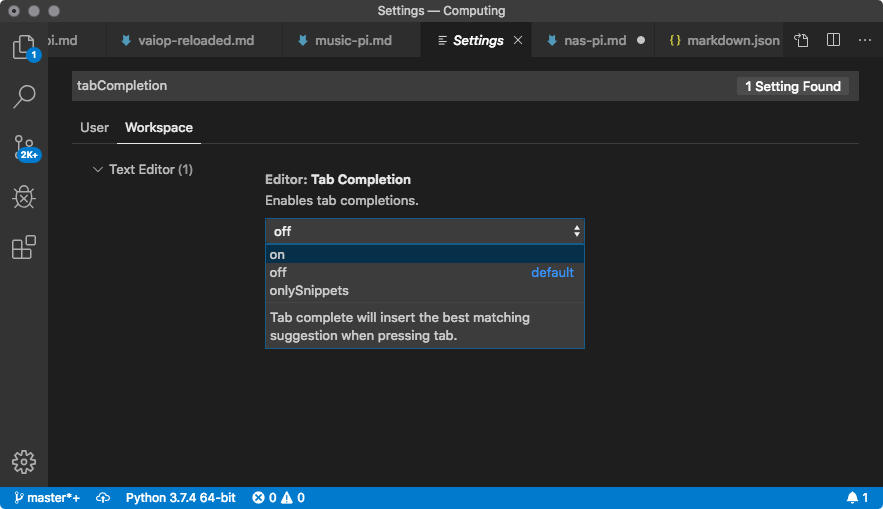 Settings — Computing
pi.md vaiop-reloaded.md music-pi.md Settings nas-pi.md { } markdown.json ...
1
tabCompletion 1 Setting Found
User Workspace
2K+
Text Editor (1)
Editor: Tab Completion
Enables tab completions.
off
on
off default
onlySnippets
Tab complete will insert the best matching
suggestion when pressing tab.
master*+ Python 3.7.4 64-bit 0 0 1